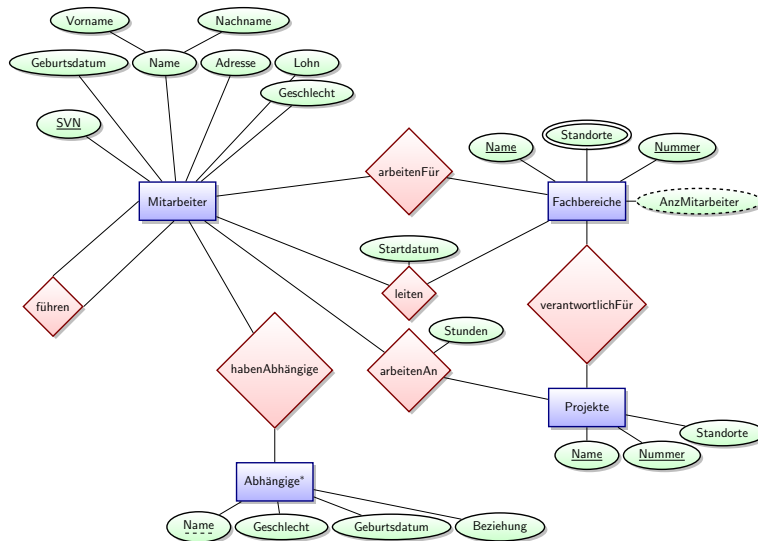 Vorname
Nachname
Geburtsdatum
Name
Adresse
Lohn
Geschlecht
SVN
Standorte
Name
Nummer
arbeitenFür
Mitarbeiter
Fachbereiche
AnzMitarbeiter
Startdatum
leiten
führen
verantwortlichFür
Stunden
habenAbhängige
arbeitenAn
Projekte
Standorte
Name
Nummer
Abhängige*
Name
Geschlecht
Geburtsdatum
Beziehung